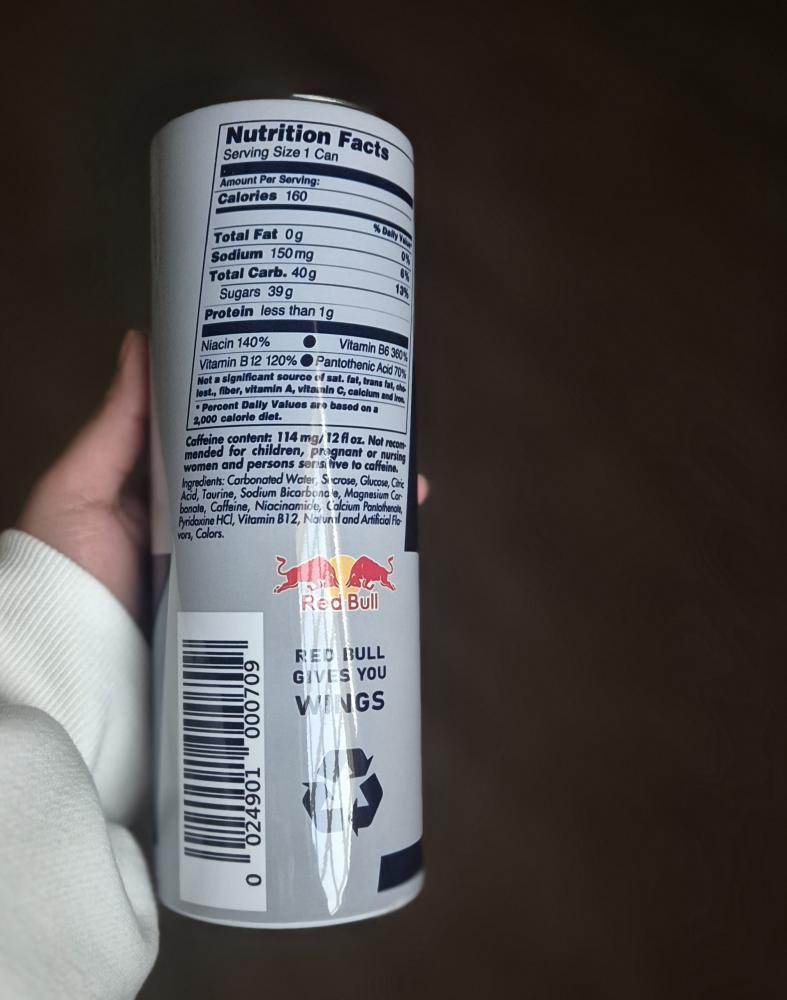 Nutrition Facts
Serving Size 1 Can
Amount Per Serving:
Calories 160
% Daily Value*
Total Fat 0g 0%
Sodium 150mg 6%
Total Carb. 40g 13%
Sugars 39g
Protein less than 1g
Niacin 140% ● Vitamin B6 360%
Vitamin B12 120% ● Pantothenic Acid 70%
Not a significant source of sat. fat, trans fat, cho-
lest., fiber, vitamin A, vitamin C, calcium and iron.
* Percent Daily Values are based on a
2,000 calorie diet.
Caffeine content: 114 mg/12 fl oz. Not recom-
mended for children, pregnant or nursing
women and persons sensitive to caffeine.
Ingredients: Carbonated Water, Sucrose, Glucose, Citric
Acid, Taurine, Sodium Bicarbonate, Magnesium Car-
bonate, Caffeine, Niacinamide, Calcium Pantothenate,
Pyridoxine HCl, Vitamin B12, Natural and Artificial Fla-
vors, Colors.
Red Bull
RED BULL
GIVES YOU
WINGS
0 024901 000709